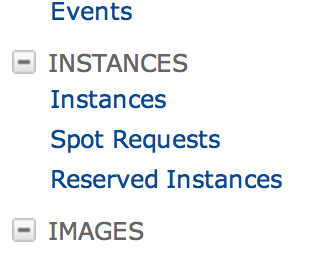 Events
INSTANCES
Instances
Spot Requests
Reserved Instances
IMAGES